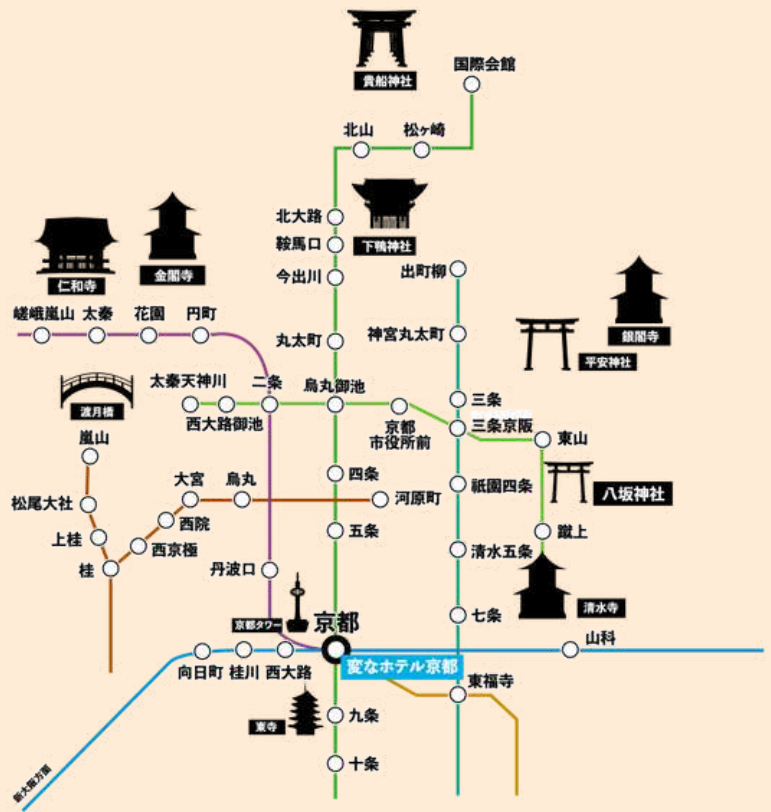 国際会館
貴船神社
北山
松ヶ崎
北大路
下鴨神社
鞍馬口
今出川
出町柳
仁和寺
金閣寺
銀閣寺
嵯峨嵐山
太秦
花園
円町
丸太町
神宮丸太町
平安神社
太秦天神川
二条
烏丸御池
渡月橋
西大路御池
京都
市役所前
三条
三条京阪
東山
嵐山
四条
大宮
烏丸
河原町
祇園四条
八坂神社
松尾大社
西院
五条
蹴上
上桂
西京極
清水五条
桂
丹波口
清水寺
京都タワー
京都
七条
山科
向日町
桂川
西大路
変なホテル京都
東福寺
東寺
九条
十条
新大阪方面